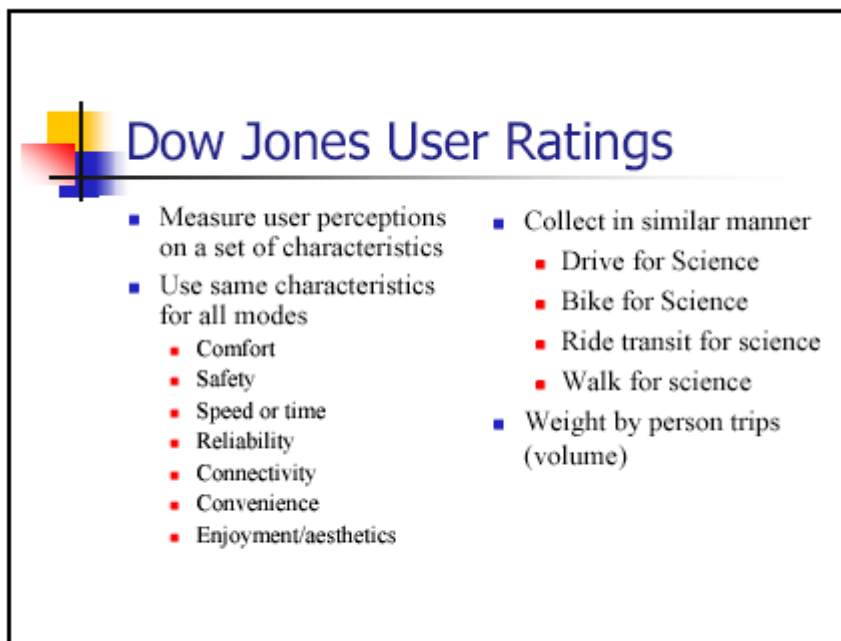 Dow Jones User Ratings
Measure user perceptions
on a set of characteristics
Use same characteristics
for all modes
Comfort
Safety
Speed or time
Reliability
Connectivity
Convenience
Enjoyment/aesthetics
Collect in similar manner
Drive for Science
Bike for Science
Ride transit for science
Walk for science
Weight by person trips
(volume)